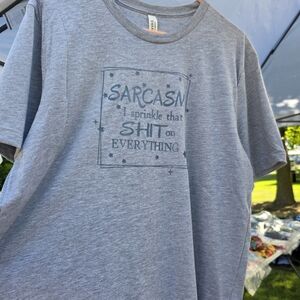 SARCASM
I sprinkle that
SHIT on
EVERYTHING